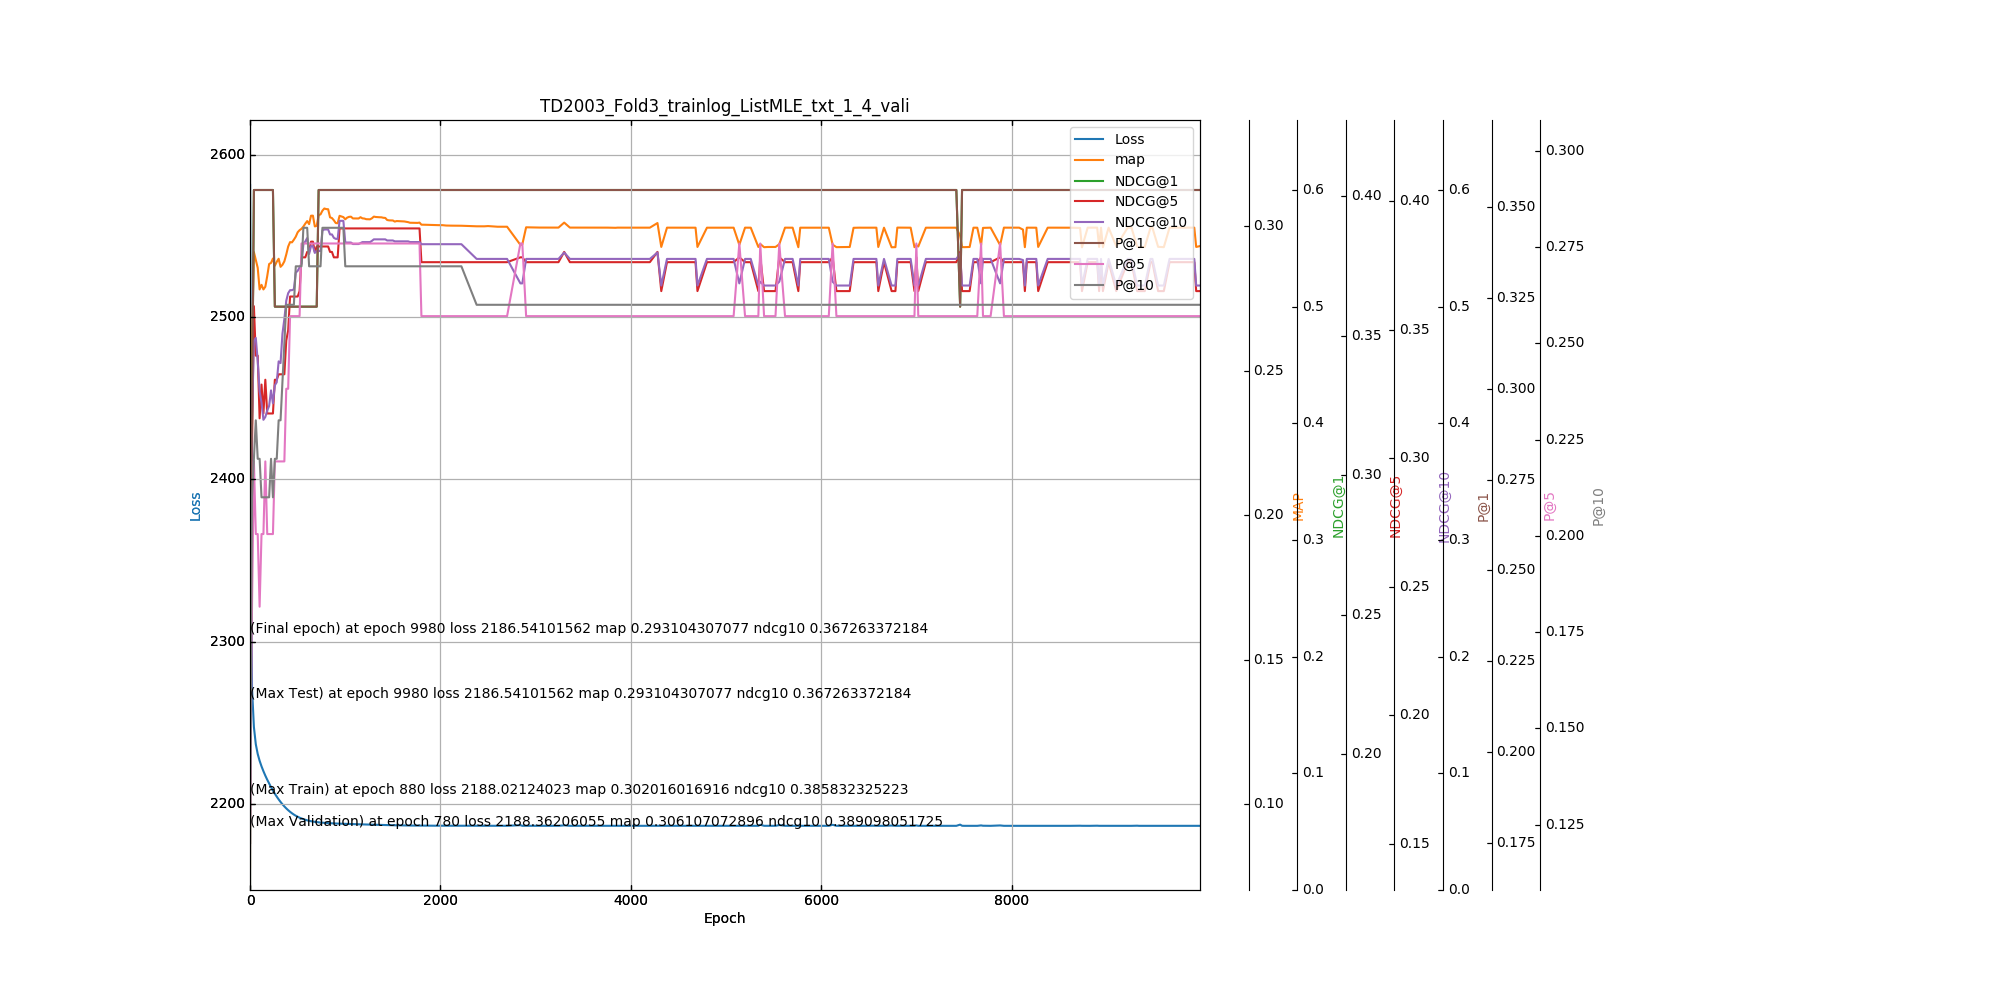 TD2003_Fold3_trainlog_ListMLE_txt_1_4_vali
Loss
map
NDCG@1
NDCG@5
NDCG@10
P@1
P@5
P@10
2600
2500
2400
2300
2200
Loss
(Final epoch) at epoch 9980 loss 2186.54101562 map 0.293104307077 ndcg10 0.367263372184
(Max Test) at epoch 9980 loss 2186.54101562 map 0.293104307077 ndcg10 0.367263372184
(Max Train) at epoch 880 loss 2188.02124023 map 0.302016016916 ndcg10 0.385832325223
(Max Validation) at epoch 780 loss 2188.36206055 map 0.306107072896 ndcg10 0.389098051725
0 2000 4000 6000 8000
Epoch
0.30
0.25
0.20
0.15
0.10
MAP
0.6
0.5
0.4
0.3
0.2
0.1
0.0
NDCG@1
0.40
0.35
0.30
0.25
0.20
NDCG@5
0.40
0.35
0.30
0.25
0.20
0.15
NDCG@10
0.6
0.5
0.4
0.3
0.2
0.1
0.0
P@1
0.350
0.325
0.300
0.275
0.250
0.225
0.200
0.175
P@5
0.300
0.275
0.250
0.225
0.200
0.175
0.150
0.125
P@10